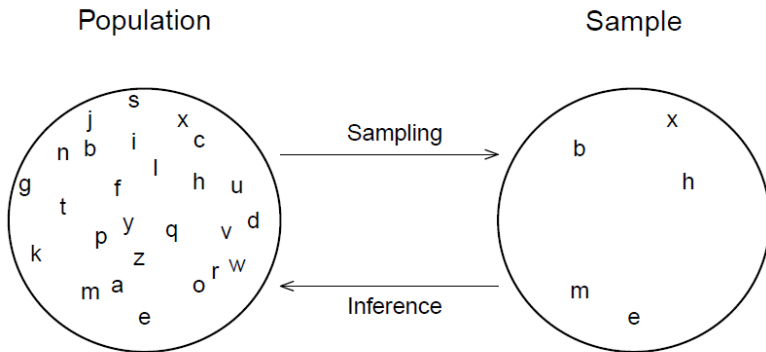 Population
Sample
s
j x
n b i c
l
g f h u
t
y q v d
p
k z
r w
m a o
e
Sampling
Inference
x
b
h
m
e